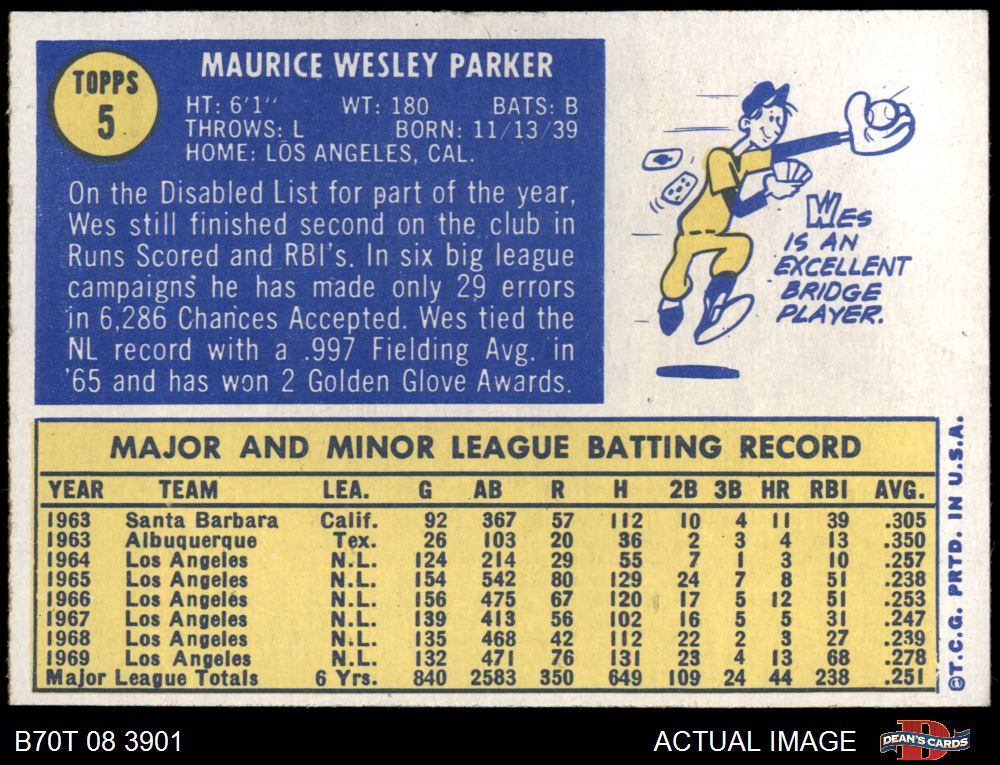 TOPPS
5
MAURICE WESLEY PARKER
HT: 6'1" WT: 180 BATS: B
THROWS: L BORN: 11/13/39
HOME: LOS ANGELES, CAL.
On the Disabled List for part of the year,
Wes still finished second on the club in
Runs Scored and RBI's. In six big league
campaigns he has made only 29 errors
in 6,286 Chances Accepted. Wes tied the
NL record with a .997 Fielding Avg. in
'65 and has won 2 Golden Glove Awards.
WES
IS AN
EXCELLENT
BRIDGE
PLAYER.
MAJOR AND MINOR LEAGUE BATTING RECORD
YEAR TEAM LEA. G AB R H 2B 3B HR RBI AVG.
1963 Santa Barbara Calif. 92 367 57 112 10 4 11 39 .305
1963 Albuquerque Tex. 26 103 20 36 2 3 4 13 .350
1964 Los Angeles N.L. 124 214 29 55 7 1 3 10 .257
1965 Los Angeles N.L. 154 542 80 129 24 7 8 51 .238
1966 Los Angeles N.L. 156 475 67 120 17 5 12 51 .253
1967 Los Angeles N.L. 139 413 56 102 16 5 5 31 .247
1968 Los Angeles N.L. 135 468 42 112 22 2 3 27 .239
1969 Los Angeles N.L. 132 471 76 131 23 4 13 68 .278
Major League Totals 6 Yrs. 840 2583 350 649 109 24 44 238 .251
©T.C.G. PRTD. IN U.S.A.
B70T 08 3901
ACTUAL IMAGE
DEAN'S CARDS